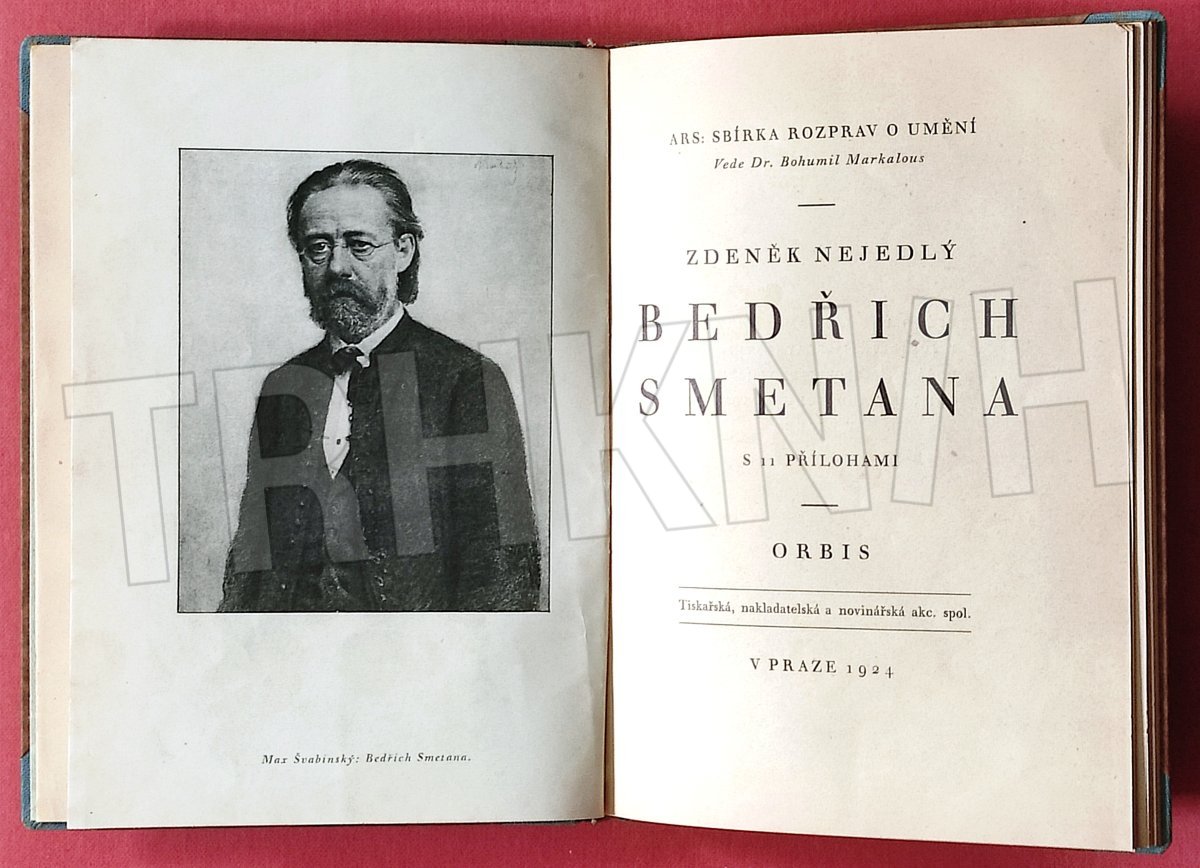 Max Švabinský: Bedřich Smetana.
ARS: SBÍRKA ROZPRAV O UMĚNÍ
Vede Dr. Bohumil Markalous
ZDENĚK NEJEDLÝ
BEDŘICH
SMETANA
S 11 PŘÍLOHAMI
ORBIS
Tiskařská, nakladatelská a novinářská akc. spol.
V PRAZE 1924
TRHKNIH